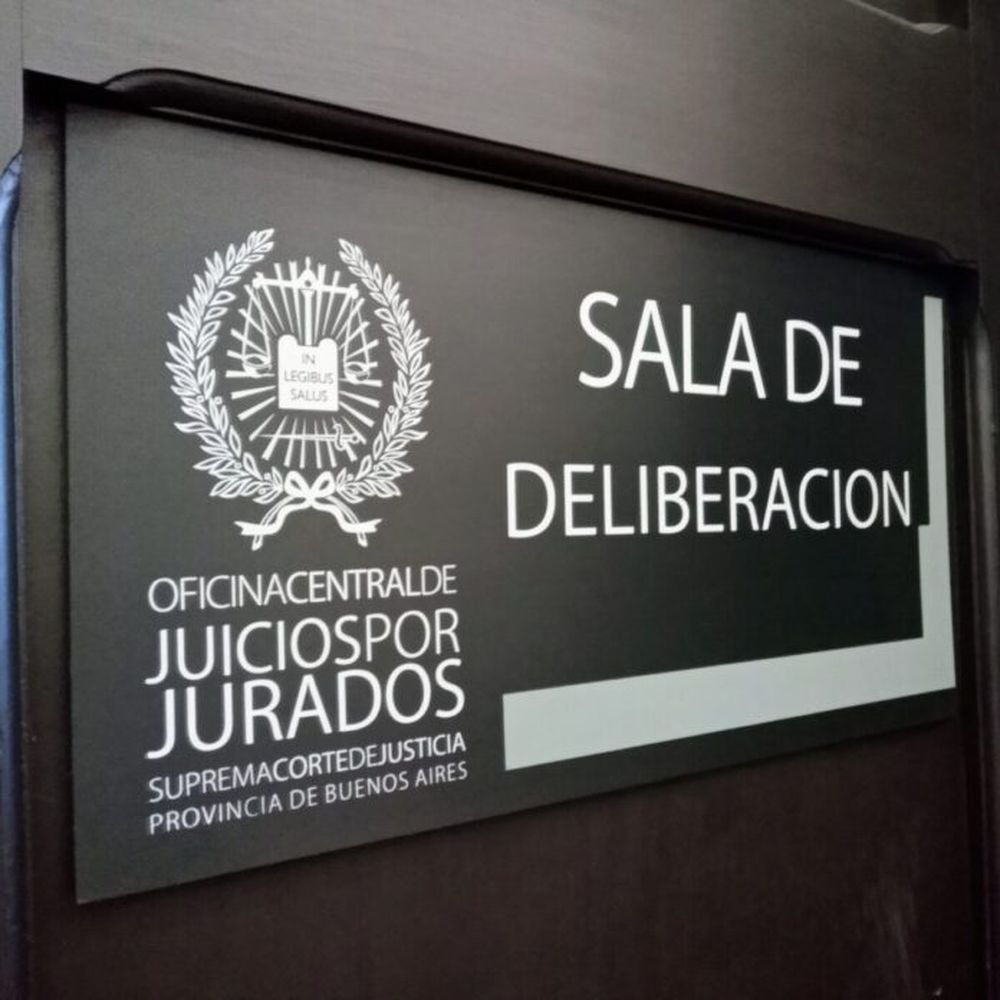 IN
LEGIBUS
SALUS
OFICINACENTRALDE
JUICIOSPOR
JURADOS
SUPREMACORTEDEJUSTICIA
PROVINCIA DE BUENOS AIRES
SALA DE
DELIBERACION